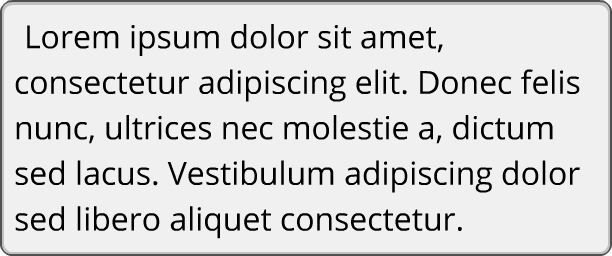 Lorem ipsum dolor sit amet,
consectetur adipiscing elit. Donec felis
nunc, ultrices nec molestie a, dictum
sed lacus. Vestibulum adipiscing dolor
sed libero aliquet consectetur.